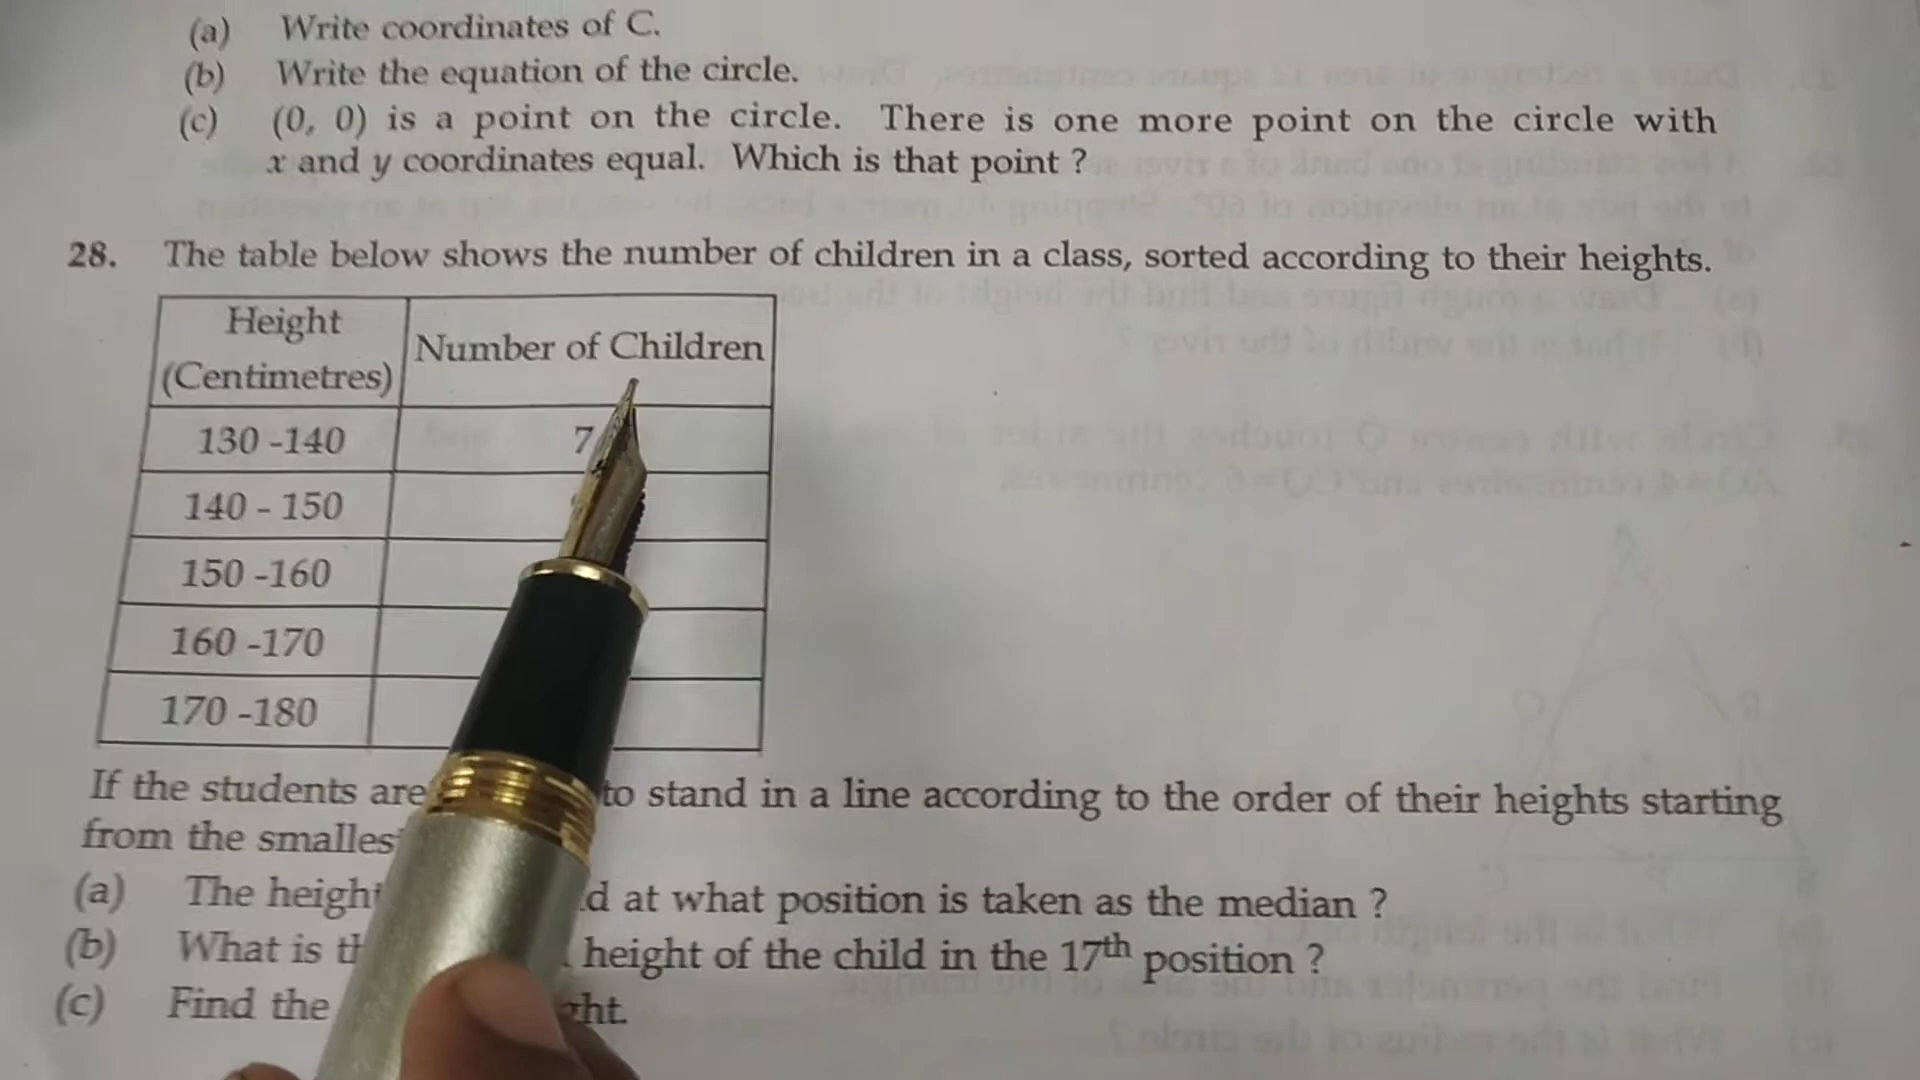 (a) Write coordinates of C.
(b) Write the equation of the circle.
(c) (0, 0) is a point on the circle. There is one more point on the circle with
x and y coordinates equal. Which is that point ?
28. The table below shows the number of children in a class, sorted according to their heights.
Height
(Centimetres)
Number of Children
130 -140 7
140 - 150
150 -160
160 -170
170 -180
If the students are to stand in a line according to the order of their heights starting
from the
(a) The at what position is taken as the median ?
(b) What is height of the child in the 17th position ?
(c) Find the